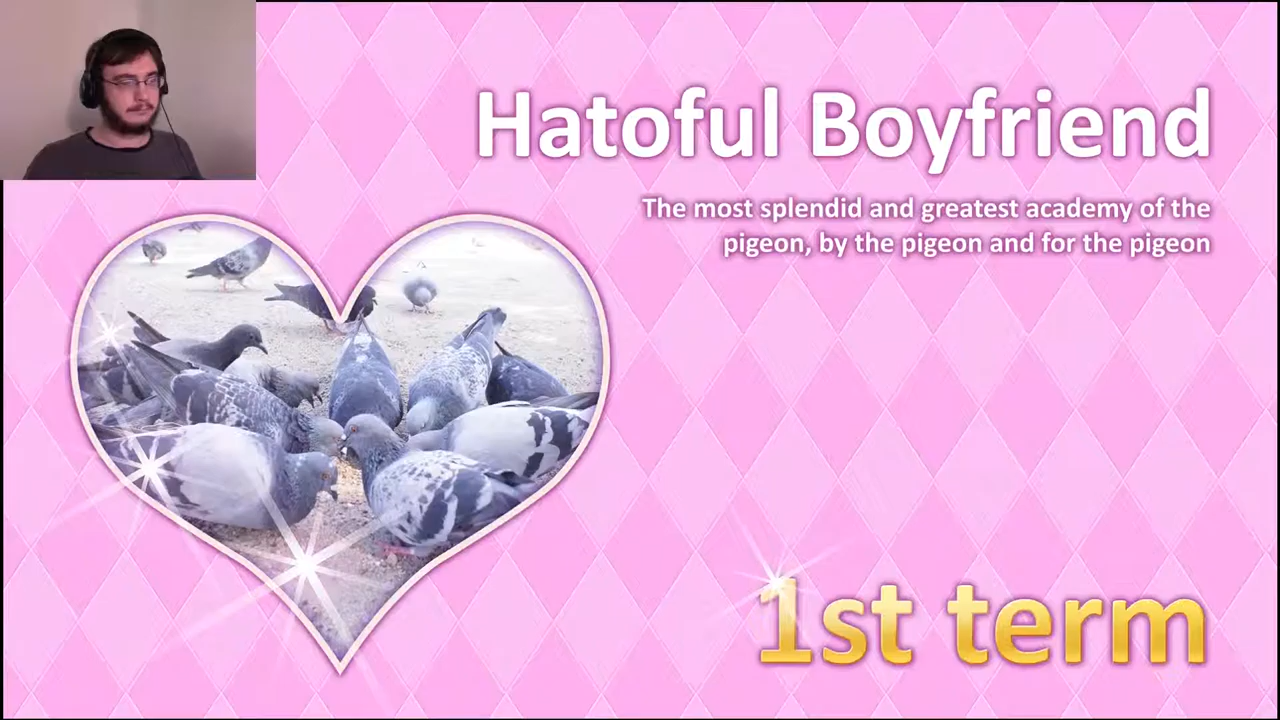 Hatoful Boyfriend
The most splendid and greatest academy of the
pigeon, by the pigeon and for the pigeon
1st term